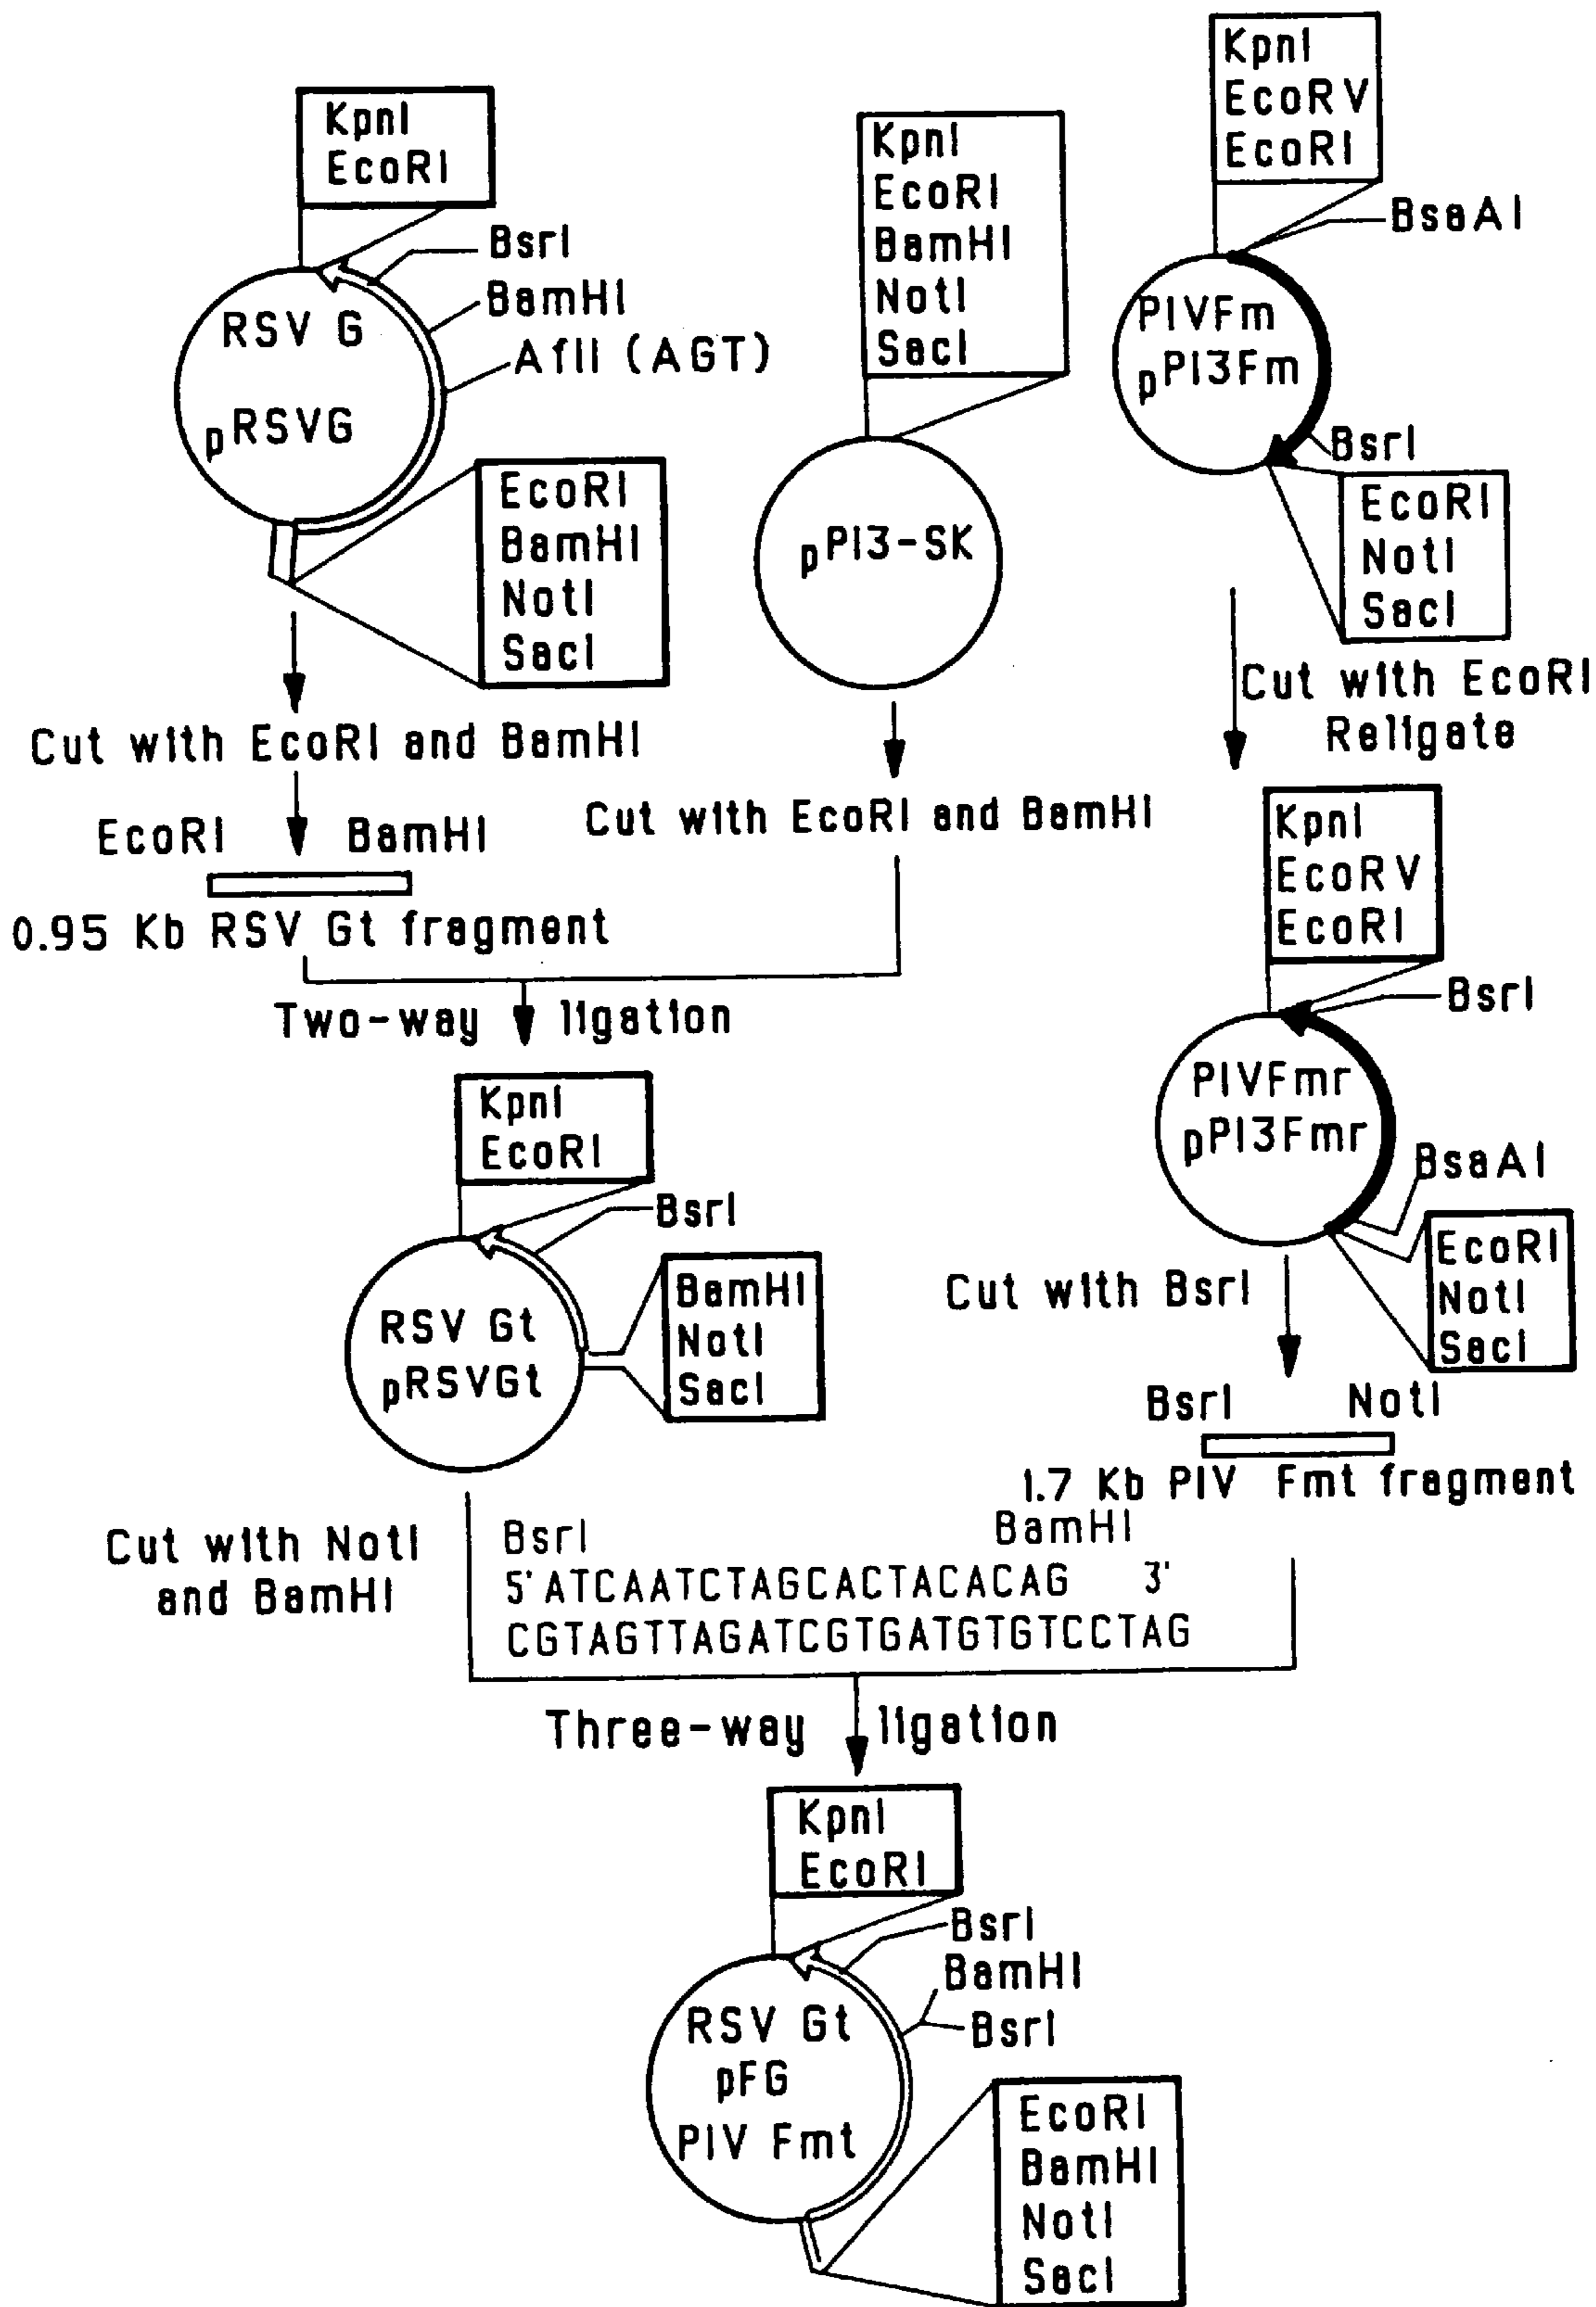 KpnI
EcoRI
BsrI
BamHI
AflII (AGT)
RSV G
pRSVG
EcoRI
BamHI
NotI
SacI
Cut with EcoRI and BamHI
EcoRI BamHI
0.95 Kb RSV Gt fragment
KpnI
EcoRI
BamHI
NotI
SacI
pPI3-SK
Cut with EcoRI and BamHI
KpnI
EcoRV
EcoRI
BsaAI
PIVFm
pPI3Fm
BsrI
EcoRI
NotI
SacI
Cut with EcoRI
Religate
Two-way ligation
KpnI
EcoRI
BsrI
RSV Gt
pRSVGt
BamHI
NotI
SacI
Cut with NotI
and BamHI
KpnI
EcoRV
EcoRI
BsrI
PIVFmr
pPI3Fmr
BsaAI
EcoRI
NotI
SacI
Cut with BsrI
BsrI NotI
1.7 Kb PIV Fmt fragment
BsrI BamHI
5' ATCAATCTAGCACTACACAG 3'
CGTAGTTAGATCGTGATGTGTCCTAG
Three-way ligation
KpnI
EcoRI
BsrI
BamHI
BsrI
RSV Gt
pFG
PIV Fmt
EcoRI
BamHI
NotI
SacI